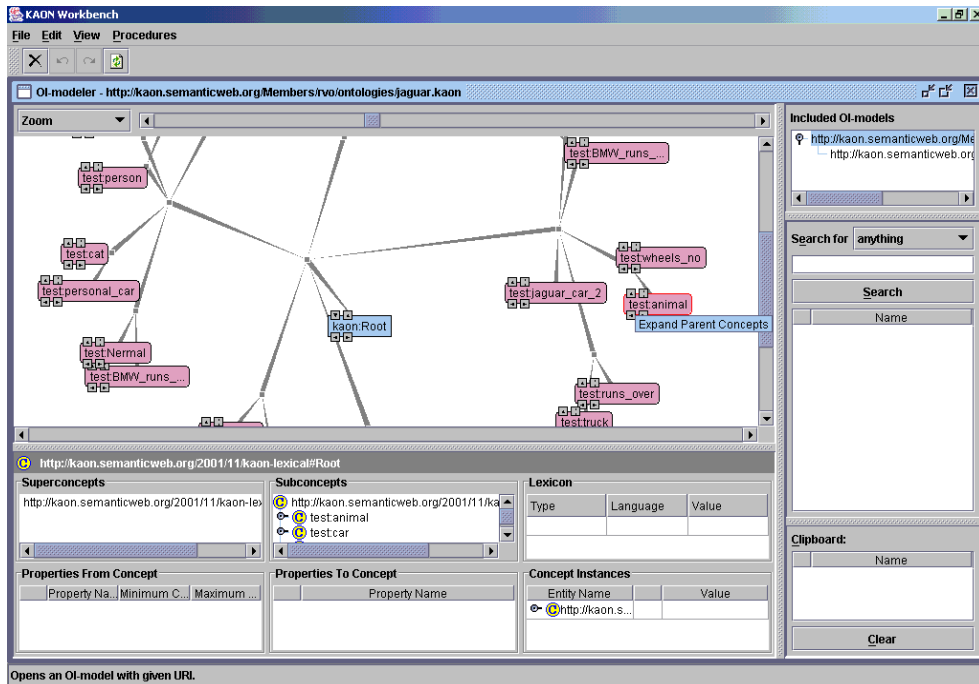 KAON Workbench
File Edit View Procedures
OI-modeler - http://kaon.semanticweb.org/Members/rvo/ontologies/jaguar.kaon
Zoom
test:BMW_runs_...
test:person
test:cat
test:wheels_no
test:personal_car
test:jaguar_car_2
test:animal
kaon:Root
Expand Parent Concepts
test:Nermal
test:BMW_runs_...
test:runs_over
test:truck
Included OI-models
http://kaon.semanticweb.org/Me
http://kaon.semanticweb.org
Search for anything
Search
Name
http://kaon.semanticweb.org/2001/11/kaon-lexical#Root
Superconcepts
http://kaon.semanticweb.org/2001/11/kaon-lex
Subconcepts
http://kaon.semanticweb.org/2001/11/ka
test:animal
test:car
Lexicon
Type Language Value
Properties From Concept
Property Na... Minimum C... Maximum ...
Properties To Concept
Property Name
Concept Instances
Entity Name Value
http://kaon.s...
Clipboard:
Name
Clear
Opens an OI-model with given URI.